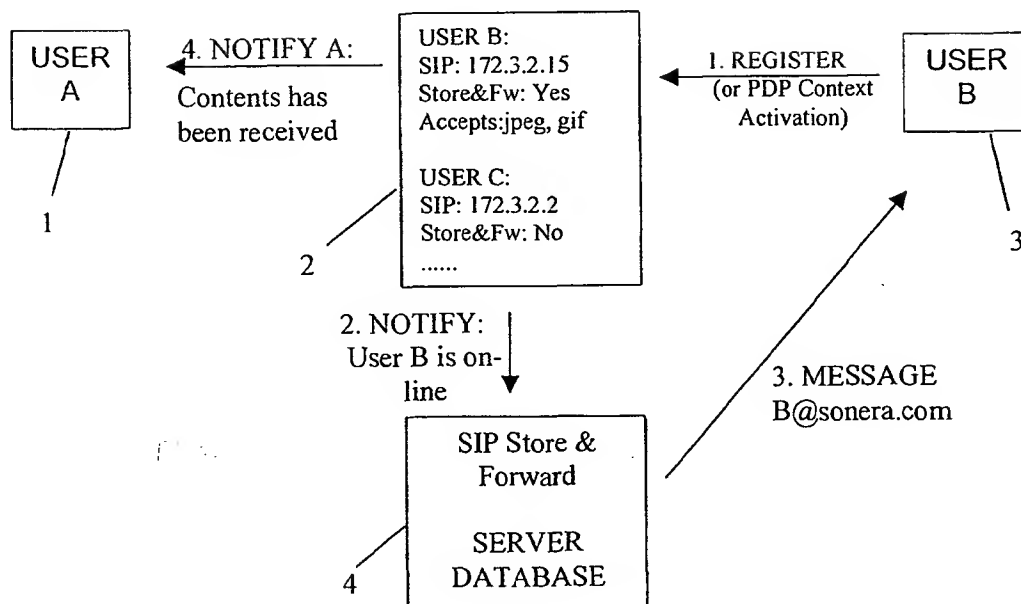 USER
A
4. NOTIFY A:
Contents has
been received
USER B:
SIP: 172.3.2.15
Store&Fw: Yes
Accepts:jpeg, gif
USER C:
SIP: 172.3.2.2
Store&Fw: No
......
1. REGISTER
(or PDP Context
Activation)
USER
B
1
2
3
2. NOTIFY:
User B is on-
line
3. MESSAGE
B@sonera.com
SIP Store &
Forward
SERVER
DATABASE
4